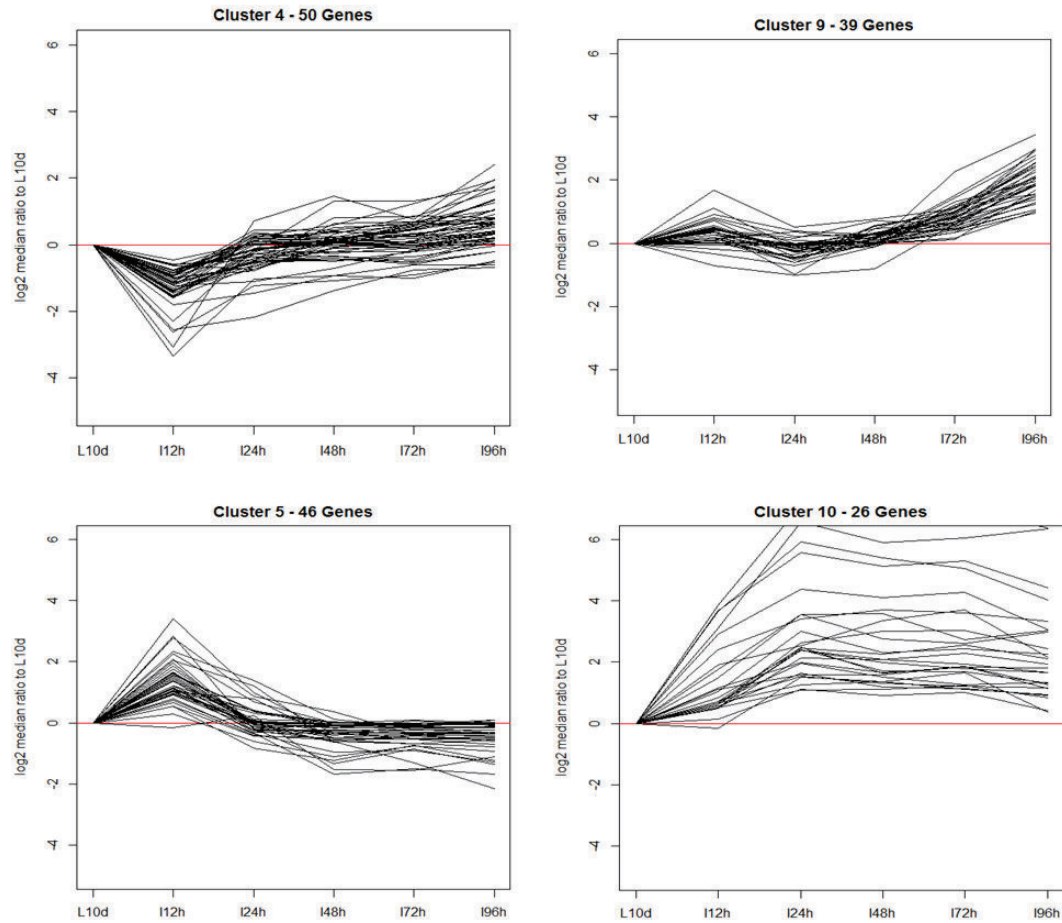 Cluster 4 - 50 Genes
log2 median ratio to L10d
6
4
2
0
-2
-4
L10d I12h I24h I48h I72h I96h
Cluster 9 - 39 Genes
log2 median ratio to L10d
6
4
2
0
-2
-4
L10d I12h I24h I48h I72h I96h
Cluster 5 - 46 Genes
log2 median ratio to L10d
6
4
2
0
-2
-4
L10d I12h I24h I48h I72h I96h
Cluster 10 - 26 Genes
log2 median ratio to L10d
6
4
2
0
-2
-4
L10d I12h I24h I48h I72h I96h